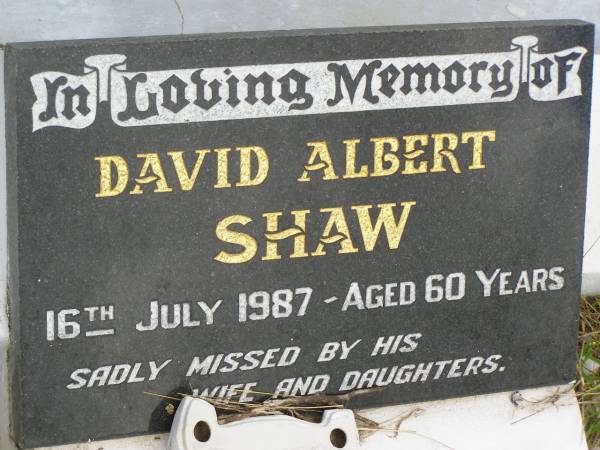 In Loving Memory of
DAVID ALBERT
SHAW
16TH JULY 1987 - AGED 60 YEARS
SADLY MISSED BY HIS
WIFE AND DAUGHTERS.